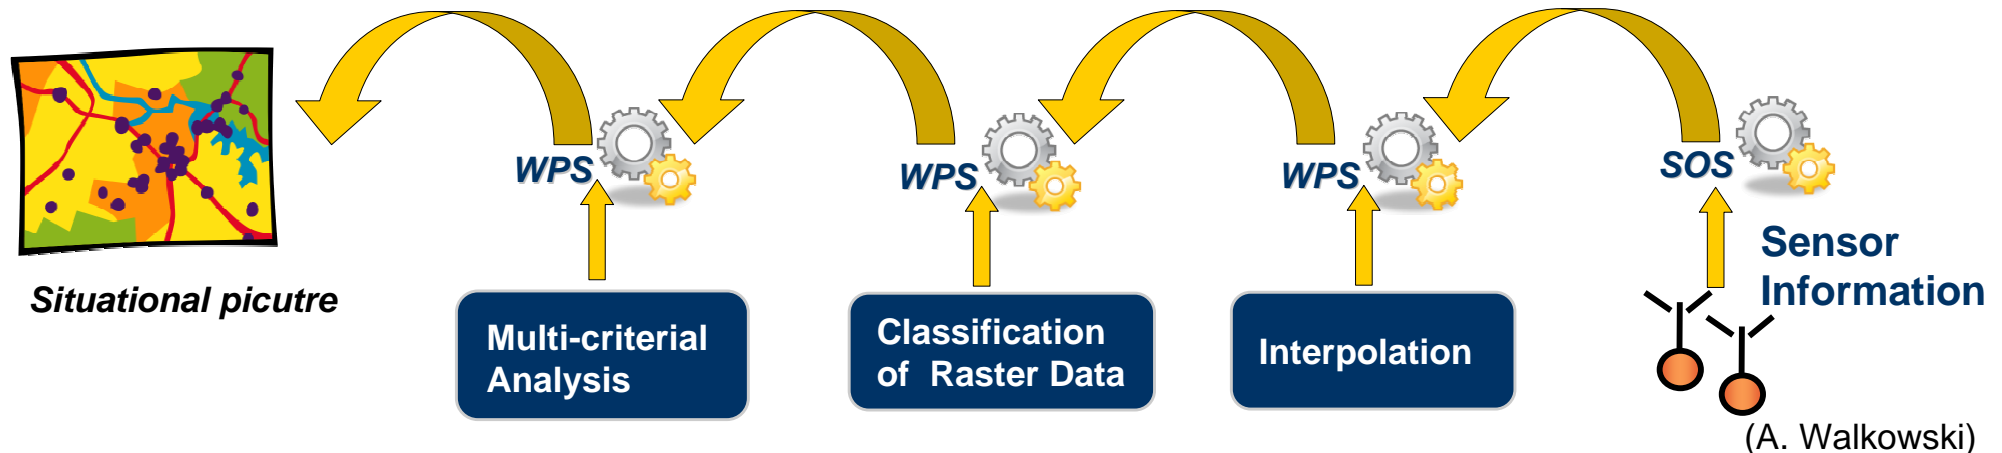 WPS
WPS
WPS
SOS
Sensor
Information
Situational picutre
Multi-criterial
Analysis
Classification
of Raster Data
Interpolation
(A. Walkowski)